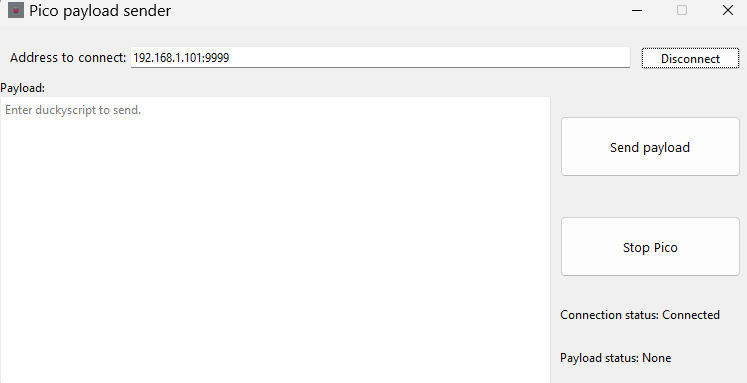 Pico payload sender
Address to connect: 192.168.1.101:9999 Disconnect
Payload:
Enter duckyscript to send.
Send payload
Stop Pico
Connection status: Connected
Payload status: None